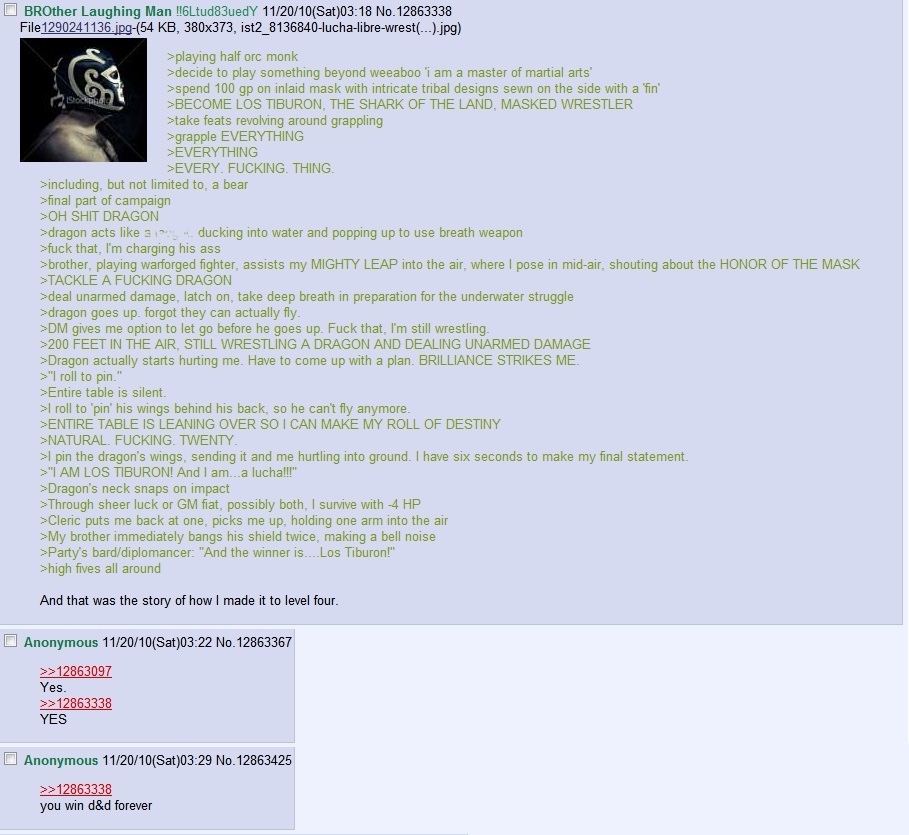 BROther Laughing Man !!6Ltud83uedY 11/20/10(Sat)03:18 No.12863338
File1290241136.jpg-(54 KB, 380x373, ist2_8136840-lucha-libre-wrest(...).jpg)
iStockphoto
>playing half orc monk
>decide to play something beyond weeaboo 'i am a master of martial arts'
>spend 100 gp on inlaid mask with intricate tribal designs sewn on the side with a 'fin'
>BECOME LOS TIBURON, THE SHARK OF THE LAND, MASKED WRESTLER
>take feats revolving around grappling
>grapple EVERYTHING
>EVERYTHING
>EVERY. FUCKING. THING.
>including, but not limited to, a bear
>final part of campaign
>OH SHIT DRAGON
>dragon acts like ducking into water and popping up to use breath weapon
>fuck that, I'm charging his ass
>brother, playing warforged fighter, assists my MIGHTY LEAP into the air, where I pose in mid-air, shouting about the HONOR OF THE MASK
>TACKLE A FUCKING DRAGON
>deal unarmed damage, latch on, take deep breath in preparation for the underwater struggle
>dragon goes up. forgot they can actually fly.
>DM gives me option to let go before he goes up. Fuck that, I'm still wrestling.
>200 FEET IN THE AIR, STILL WRESTLING A DRAGON AND DEALING UNARMED DAMAGE
>Dragon actually starts hurting me. Have to come up with a plan. BRILLIANCE STRIKES ME.
>"I roll to pin."
>Entire table is silent.
>I roll to 'pin' his wings behind his back, so he can't fly anymore.
>ENTIRE TABLE IS LEANING OVER SO I CAN MAKE MY ROLL OF DESTINY
>NATURAL. FUCKING. TWENTY.
>I pin the dragon's wings, sending it and me hurtling into ground. I have six seconds to make my final statement.
>"I AM LOS TIBURON! And I am...a lucha!!!"
>Dragon's neck snaps on impact
>Through sheer luck or GM fiat, possibly both, I survive with -4 HP
>Cleric puts me back at one, picks me up, holding one arm into the air
>My brother immediately bangs his shield twice, making a bell noise
>Party's bard/diplomancer: "And the winner is....Los Tiburon!"
>high fives all around
And that was the story of how I made it to level four.
Anonymous 11/20/10(Sat)03:22 No.12863367
>>12863097
Yes.
>>12863338
YES
Anonymous 11/20/10(Sat)03:29 No.12863425
>>12863338
you win d&d forever